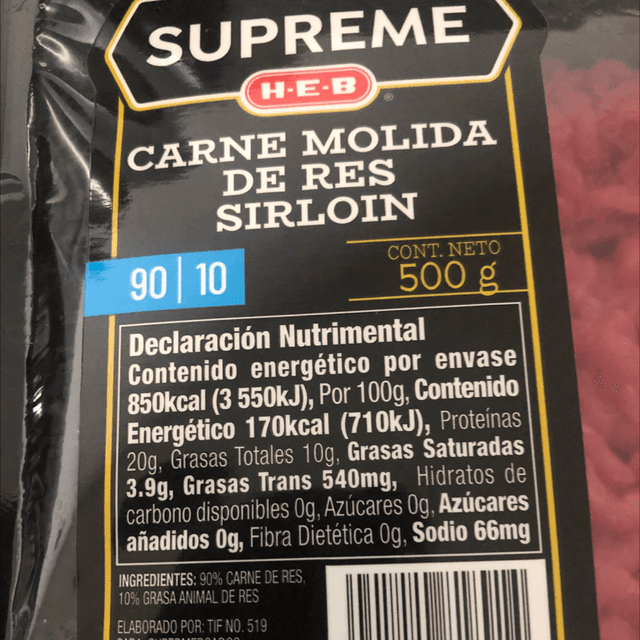 SUPREME
H-E-B ®
CARNE MOLIDA
DE RES
SIRLOIN
90 | 10
CONT. NETO
500 g
Declaración Nutrimental
Contenido energético por envase
850kcal (3 550kJ), Por 100g, Contenido
Energético 170kcal (710kJ), Proteínas
20g, Grasas Totales 10g, Grasas Saturadas
3.9g, Grasas Trans 540mg, Hidratos de
carbono disponibles 0g, Azúcares 0g, Azúcares
añadidos 0g, Fibra Dietética 0g, Sodio 66mg
INGREDIENTES: 90% CARNE DE RES,
10% GRASA ANIMAL DE RES
ELABORADO POR: TIF NO. 519